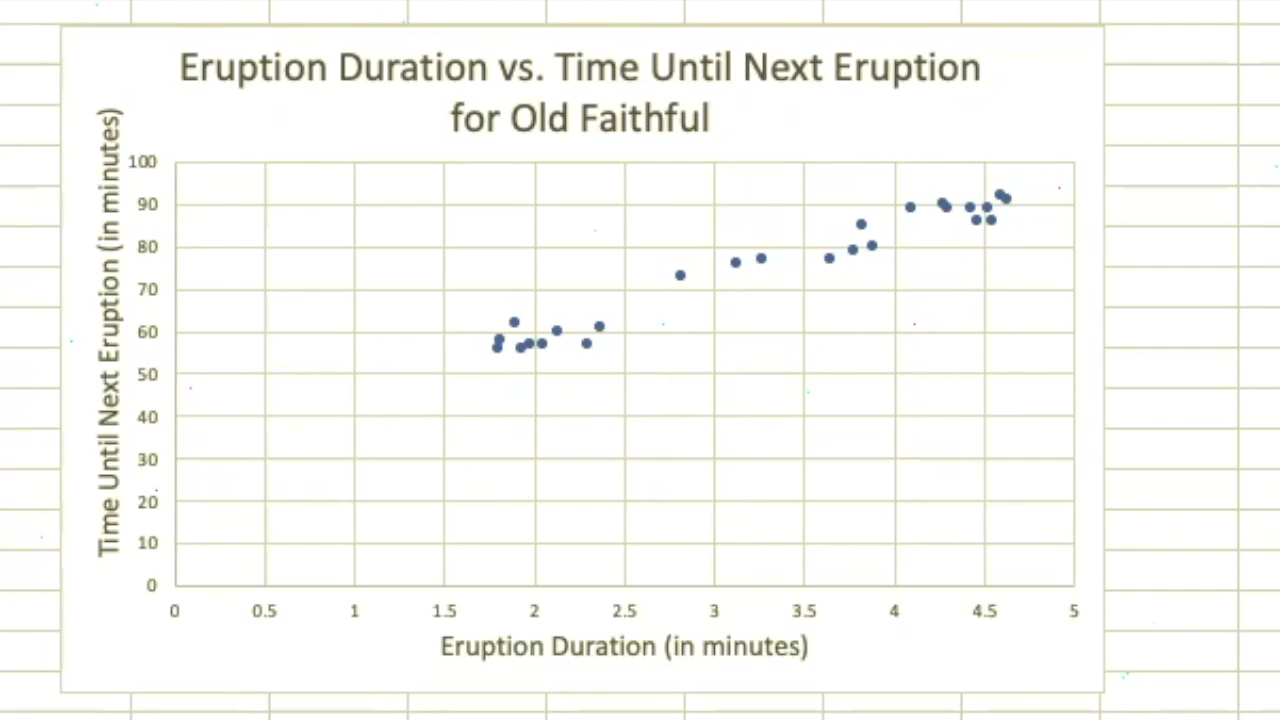 Eruption Duration vs. Time Until Next Eruption
for Old Faithful
Time Until Next Eruption (in minutes)
100
90
80
70
60
50
40
30
20
10
0
0 0.5 1 1.5 2 2.5 3 3.5 4 4.5 5
Eruption Duration (in minutes)